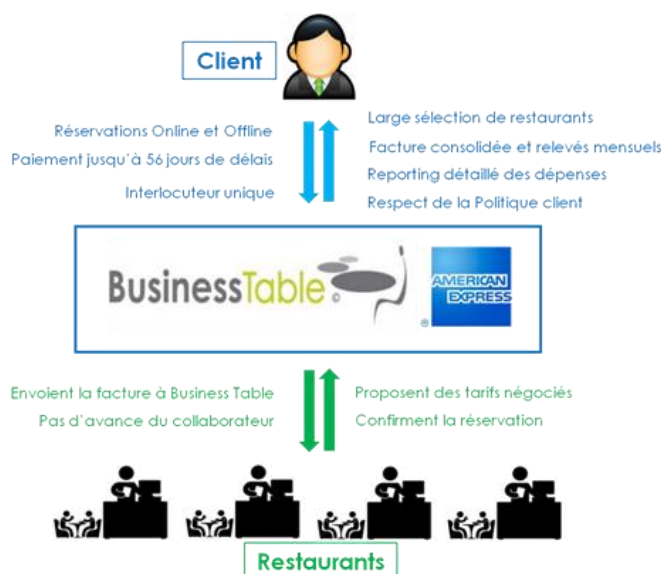 Client
Réservations Online et Offline
Paiement jusqu'à 56 jours de délais
Interlocuteur unique
Large sélection de restaurants
Facture consolidée et relevés mensuels
Reporting détaillé des dépenses
Respect de la Politique client
BusinessTable©
AMERICAN EXPRESS®
Envoient la facture à Business Table
Pas d'avance du collaborateur
Proposent des tarifs négociés
Confirment la réservation
Restaurants